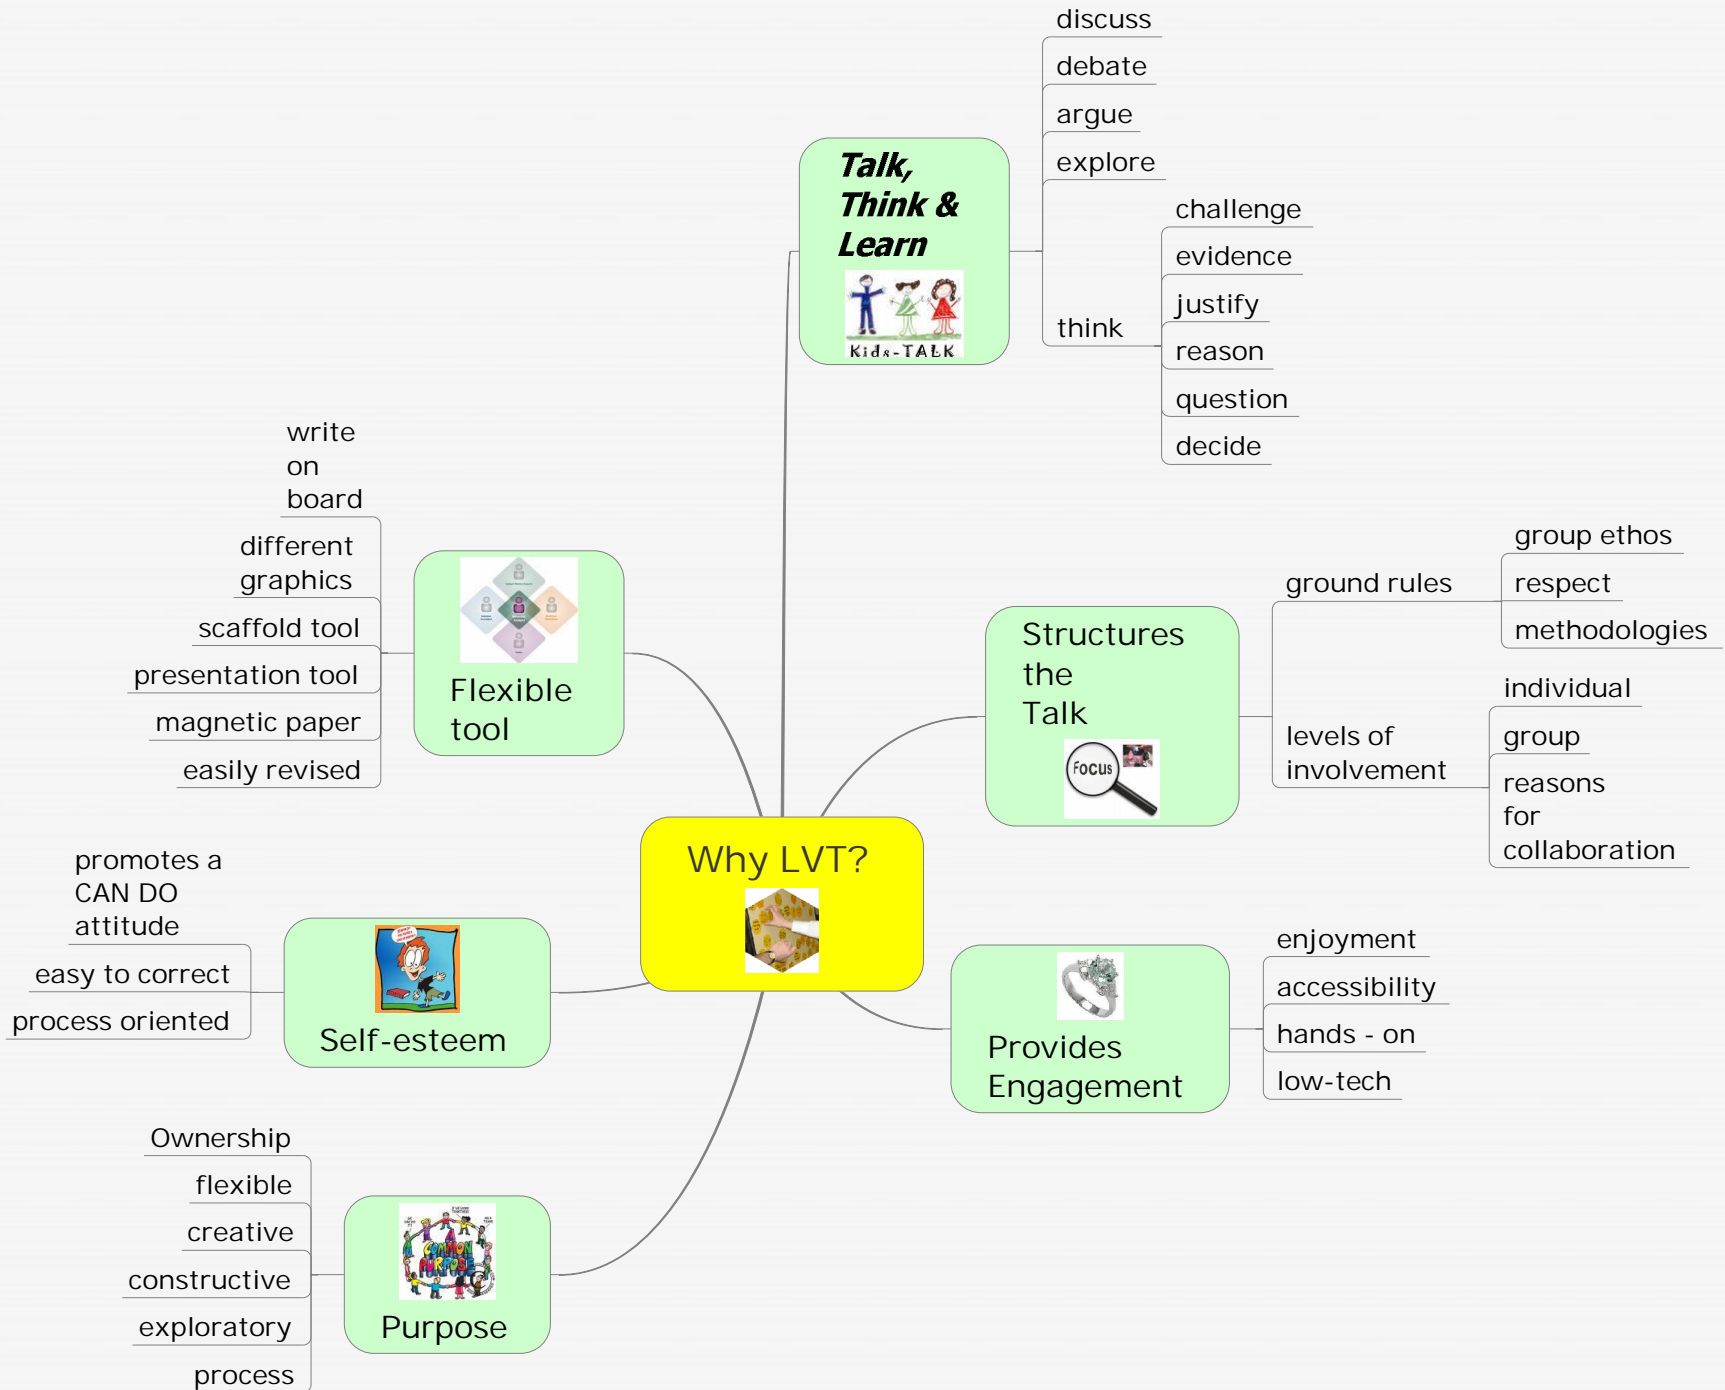 Why LVT?
Talk,
Think &
Learn
Kids-TALK
discuss
debate
argue
explore
think
challenge
evidence
justify
reason
question
decide
Structures
the
Talk
Focus
ground rules
group ethos
respect
methodologies
levels of
involvement
individual
group
reasons
for
collaboration
Provides
Engagement
enjoyment
accessibility
hands - on
low-tech
Flexible
tool
write
on
board
different
graphics
scaffold tool
presentation tool
magnetic paper
easily revised
Self-esteem
promotes a
CAN DO
attitude
easy to correct
process oriented
A
COMMON
PURPOSE
Purpose
Ownership
flexible
creative
constructive
exploratory
process